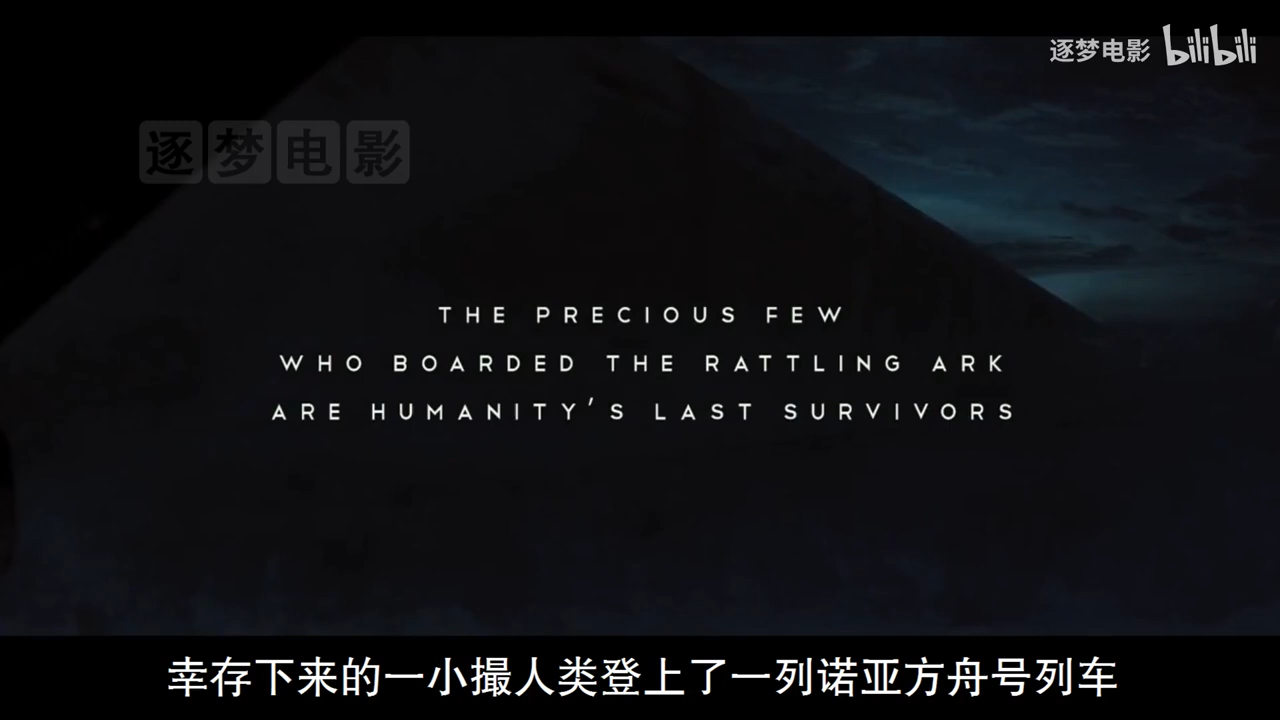 逐梦电影 bilibili
逐梦电影
THE PRECIOUS FEW
WHO BOARDED THE RATTLING ARK
ARE HUMANITY'S LAST SURVIVORS
幸存下来的一小撮人类登上了一列诺亚方舟号列车